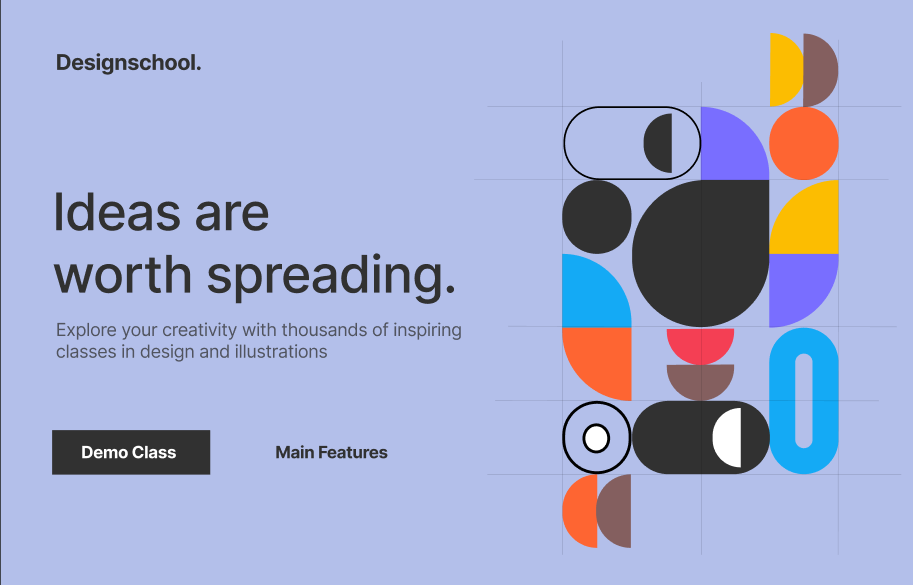 Designschool.
Ideas are
worth spreading.
Explore your creativity with thousands of inspiring
classes in design and illustrations
Demo Class
Main Features